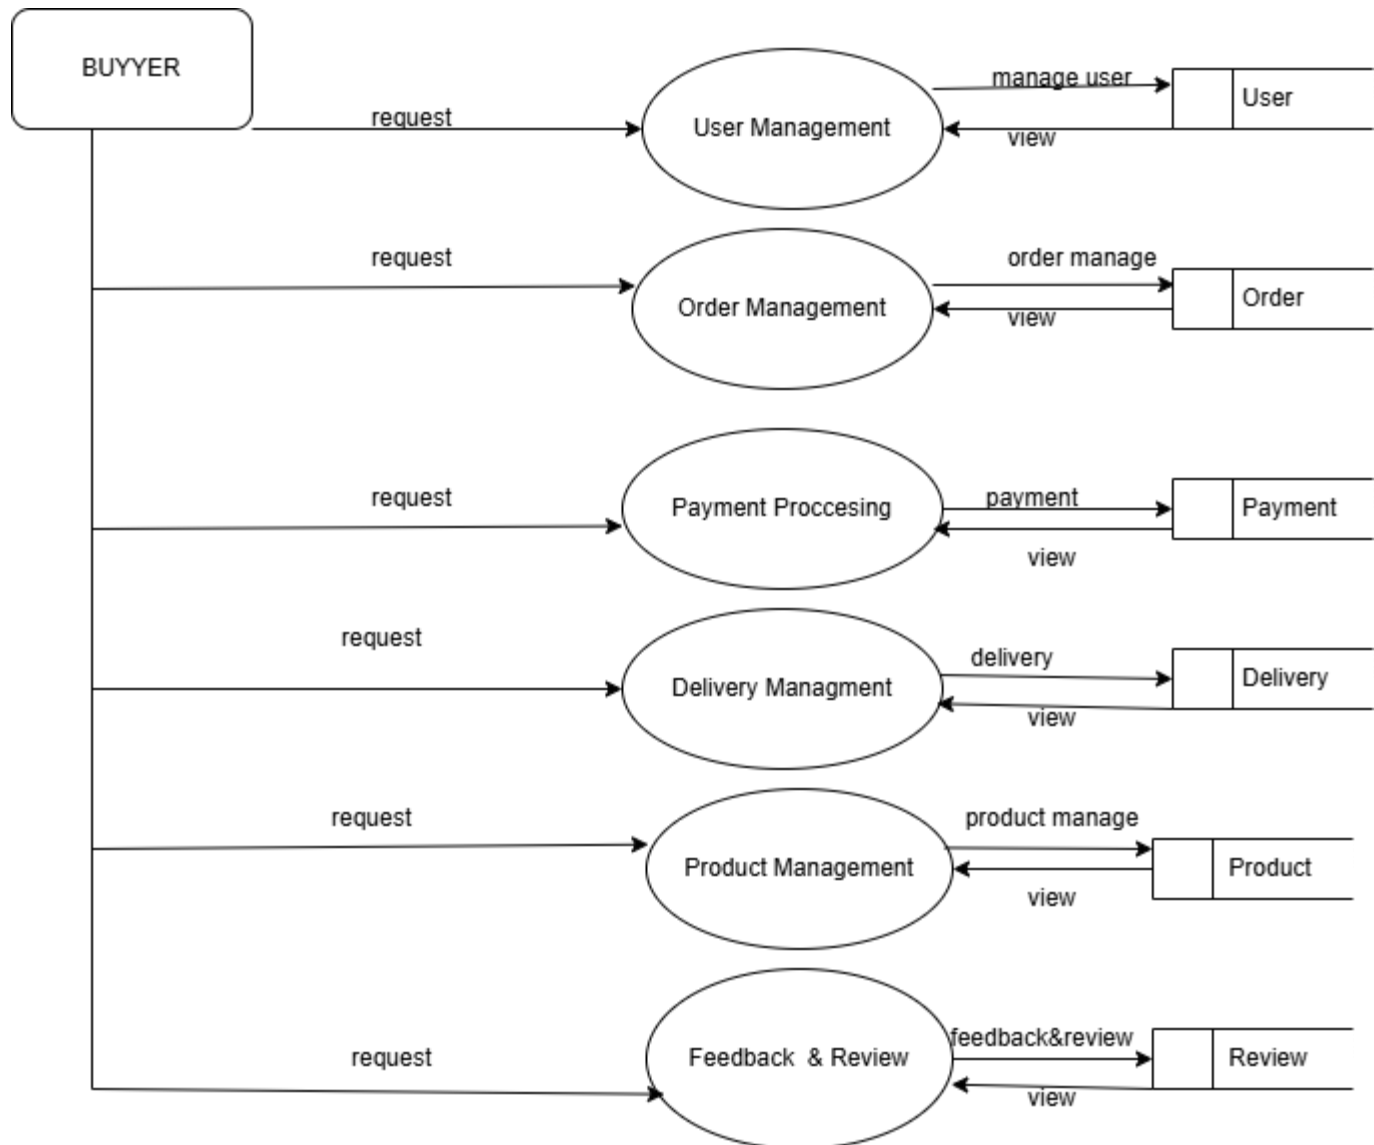 BUYYER
request
User Management
manage user
view
User
request
Order Management
order manage
view
Order
request
Payment Proccesing
payment
view
Payment
request
Delivery Managment
delivery
view
Delivery
request
Product Management
product manage
view
Product
request
Feedback & Review
feedback&review
view
Review